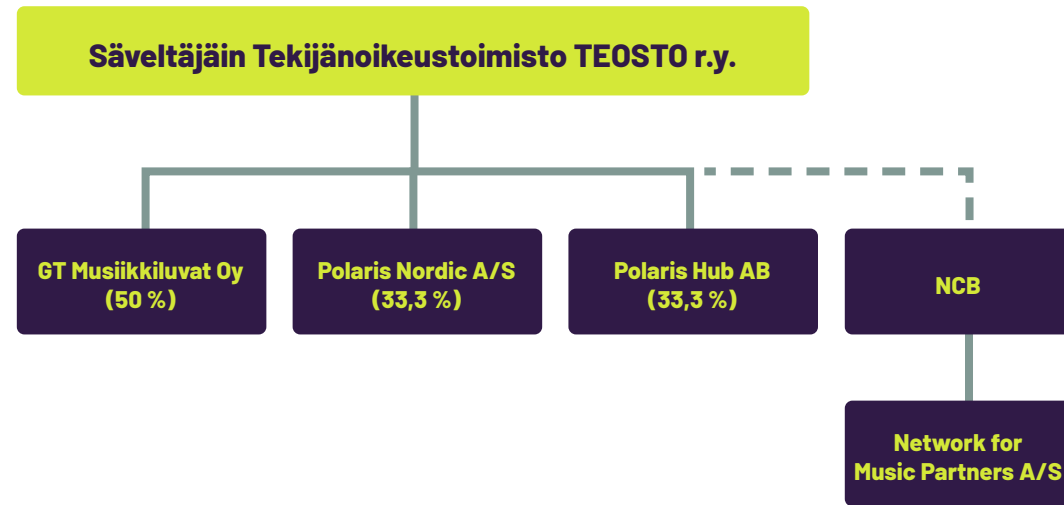 Säveltäjäin Tekijänoikeustoimisto TEOSTO r.y.
GT Musiikkiluvat Oy
(50 %)
Polaris Nordic A/S
(33,3 %)
Polaris Hub AB
(33,3 %)
NCB
Network for
Music Partners A/S